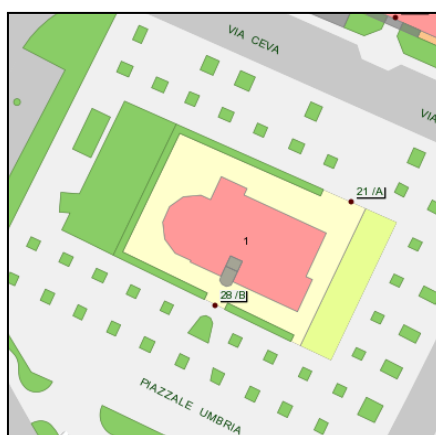 VIA CEVA
VIA
21 /A
1
28 /B
PIAZZALE UMBRIA